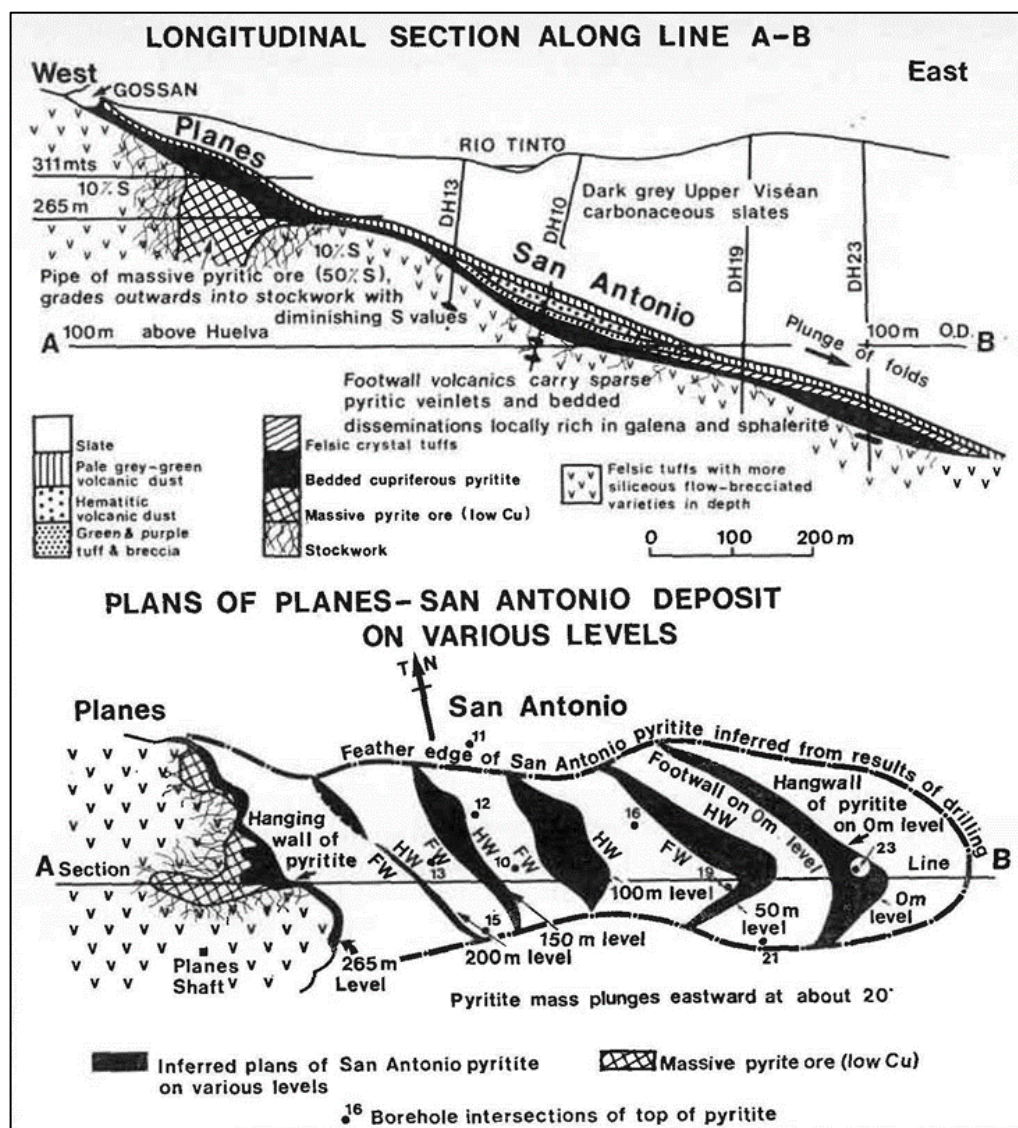 LONGITUDINAL SECTION ALONG LINE A-B
West
East
GOSSAN
Planes
RIO TINTO
311 mts
10% S
265 m
DH13
DH10
Dark grey Upper Viséan
carbonaceous slates
DH19
DH23
10% S
San Antonio
Pipe of massive pyritic ore (50% S),
grades outwards into stockwork with
diminishing S values
Plunge of folds
A 100 m above Huelva
100 m O.D. B
Footwall volcanics carry sparse
pyritic veinlets and bedded
disseminations locally rich in galena and sphalerite
Slate
Pale grey-green
volcanic dust
Hematitic
volcanic dust
Green & purple
tuff & breccia
Felsic crystal tuffs
Bedded cupriferous pyritite
Massive pyrite ore (low Cu)
Stockwork
Felsic tuffs with more
siliceous flow-brecciated
varieties in depth
0 100 200 m
PLANS OF PLANES-SAN ANTONIO DEPOSIT
ON VARIOUS LEVELS
T N
Planes
San Antonio
11
Feather edge of San Antonio pyritite inferred from results of drilling
Hanging
wall of
pyritite
12
16
Footwall on 0m level
HW
Hangwall
of pyritite
on 0m level
23
HW
FW
13
HW
FW
10
FW
HW
FW
19
A Section
Line B
100m level
50m
level
0m
level
15
150 m level
200m level
21
265m
Level
Planes
Shaft
Pyritite mass plunges eastward at about 20°
Inferred plans of San Antonio pyritite
on various levels
Massive pyrite ore (low Cu)
16 Borehole intersections of top of pyritite